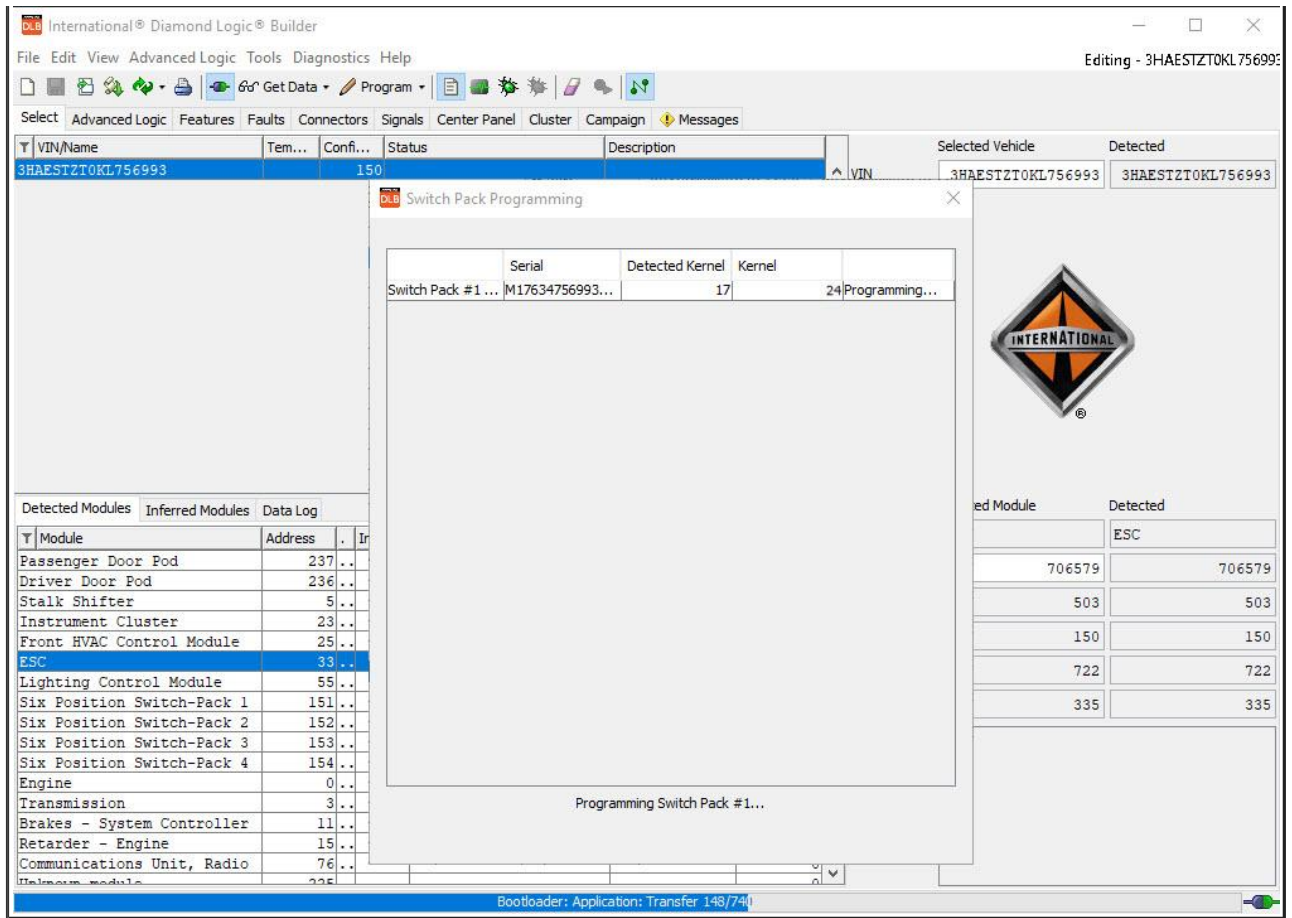 DLB International® Diamond Logic® Builder
File Edit View Advanced Logic Tools Diagnostics Help
Editing - 3HAESTZT0KL756993
Get Data Program
Select Advanced Logic Features Faults Connectors Signals Center Panel Cluster Campaign Messages
VIN/Name Tem... Confi... Status Description
Selected Vehicle Detected
3HAESTZT0KL756993 150
VIN 3HAESTZT0KL756993 3HAESTZT0KL756993
DLB Switch Pack Programming
Serial Detected Kernel Kernel
Switch Pack #1 ... M17634756993... 17 24 Programming...
INTERNATIONAL
®
Detected Modules Inferred Modules Data Log
ed Module Detected
Module Address . Ir
ESC
Passenger Door Pod 237 ..
706579 706579
Driver Door Pod 236 ..
Stalk Shifter 5 ..
503 503
Instrument Cluster 23 ..
Front HVAC Control Module 25 ..
150 150
ESC 33 ..
722 722
Lighting Control Module 55 ..
Six Position Switch-Pack 1 151 ..
335 335
Six Position Switch-Pack 2 152 ..
Six Position Switch-Pack 3 153 ..
Six Position Switch-Pack 4 154 ..
Engine 0 ..
Transmission 3 ..
Programming Switch Pack #1...
Brakes - System Controller 11 ..
Retarder - Engine 15 ..
Communications Unit, Radio 76 ..
Bootloader: Application: Transfer 148/740